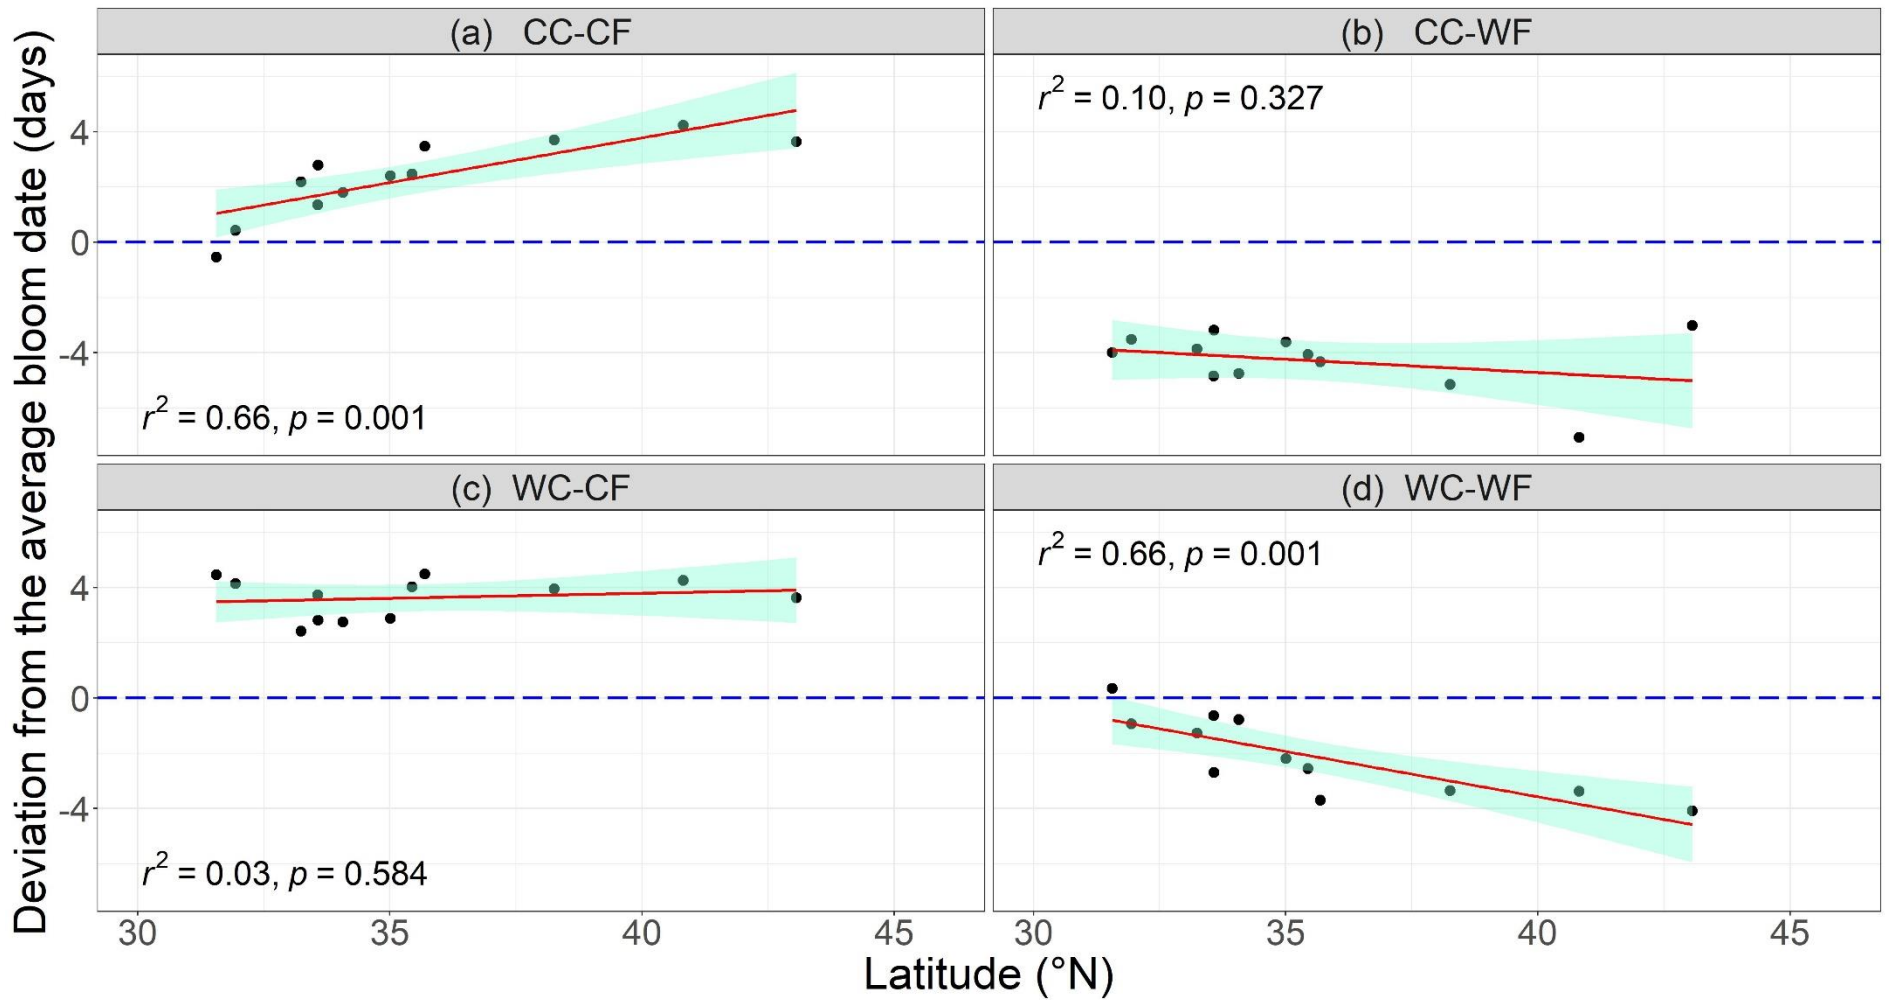 (a) CC-CF
(b) CC-WF
r² = 0.66, p = 0.001
r² = 0.10, p = 0.327
(c) WC-CF
(d) WC-WF
r² = 0.03, p = 0.584
r² = 0.66, p = 0.001
4
0
-4
4
0
-4
30 35 40 45
30 35 40 45
Deviation from the average bloom date (days)
Latitude (°N)